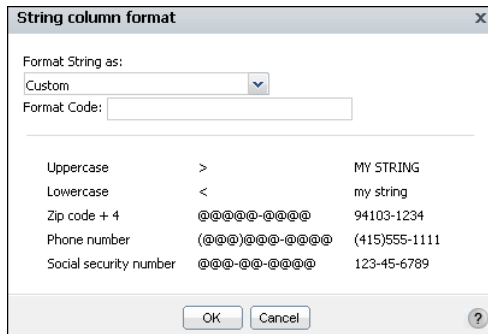 String column format x
Format String as:
Custom
Format Code:
Uppercase > MY STRING
Lowercase < my string
Zip code + 4 @@@@@-@@@@ 94103-1234
Phone number (@@@)@@@-@@@@ (415)555-1111
Social security number @@@-@@-@@@@ 123-45-6789
OK Cancel ?